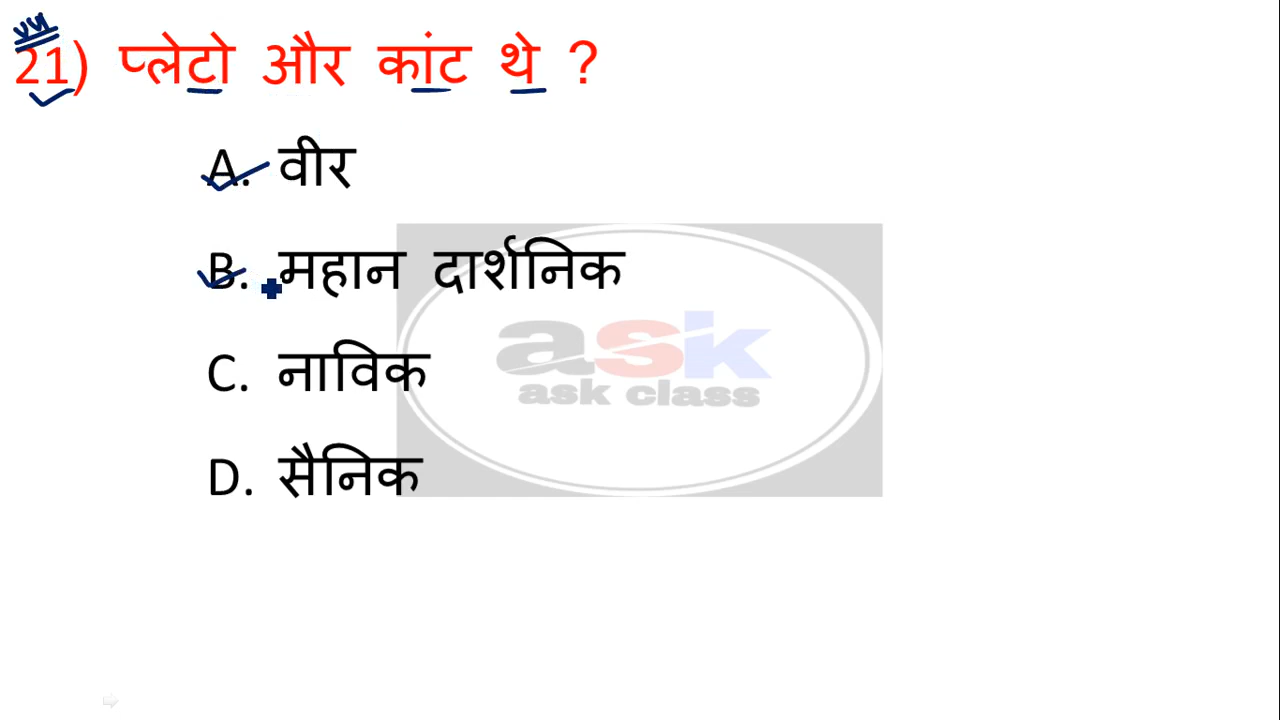 21) प्लेटो और कांट थे ?
A. वीर
B. महान दार्शनिक
C. नाविक
D. सैनिक
ask
ask class